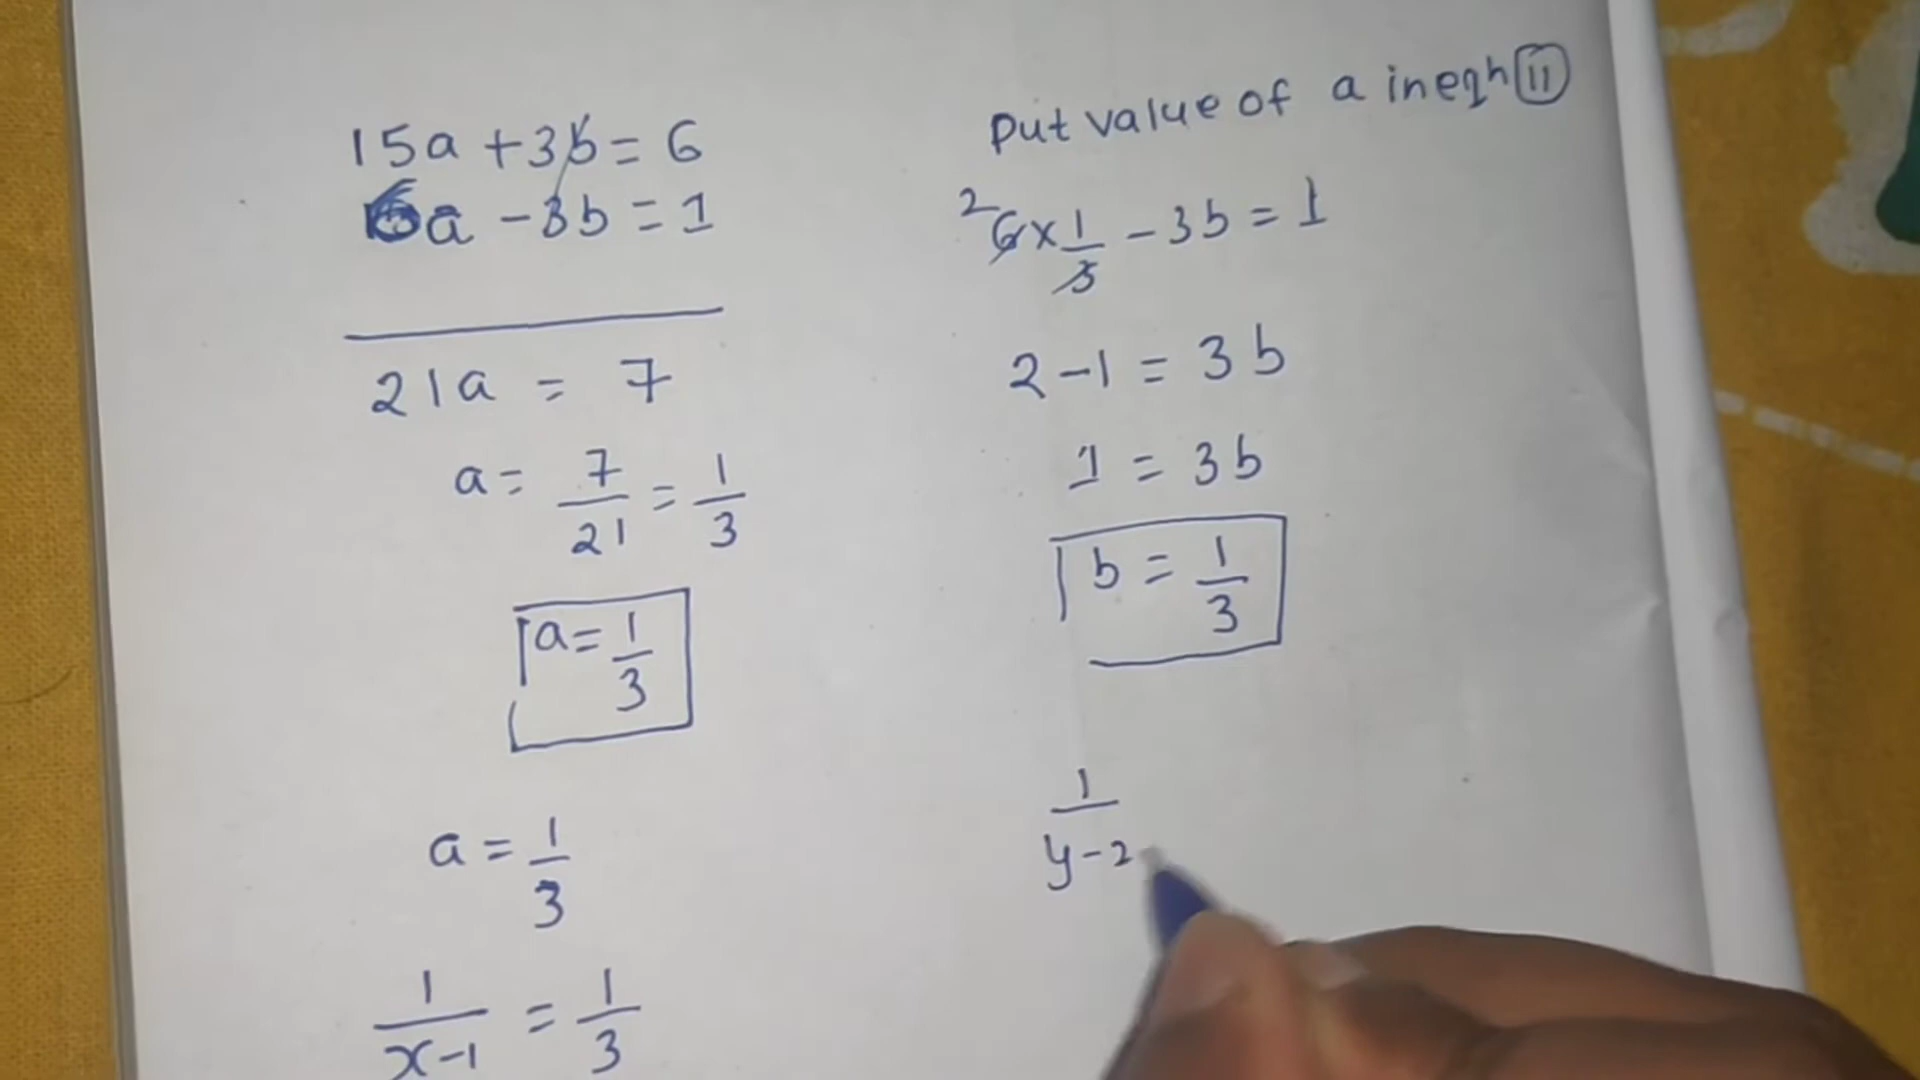 15a + 3b = 6
6a - 3b = 1
21a = 7
a = 7/21 = 1/3
a = 1/3
a = 1/3
1/x-1 = 1/3
Put value of a in eqn (11)
2 6 x 1/3 - 3b = 1
2 - 1 = 3b
1 = 3b
b = 1/3
1/y-2